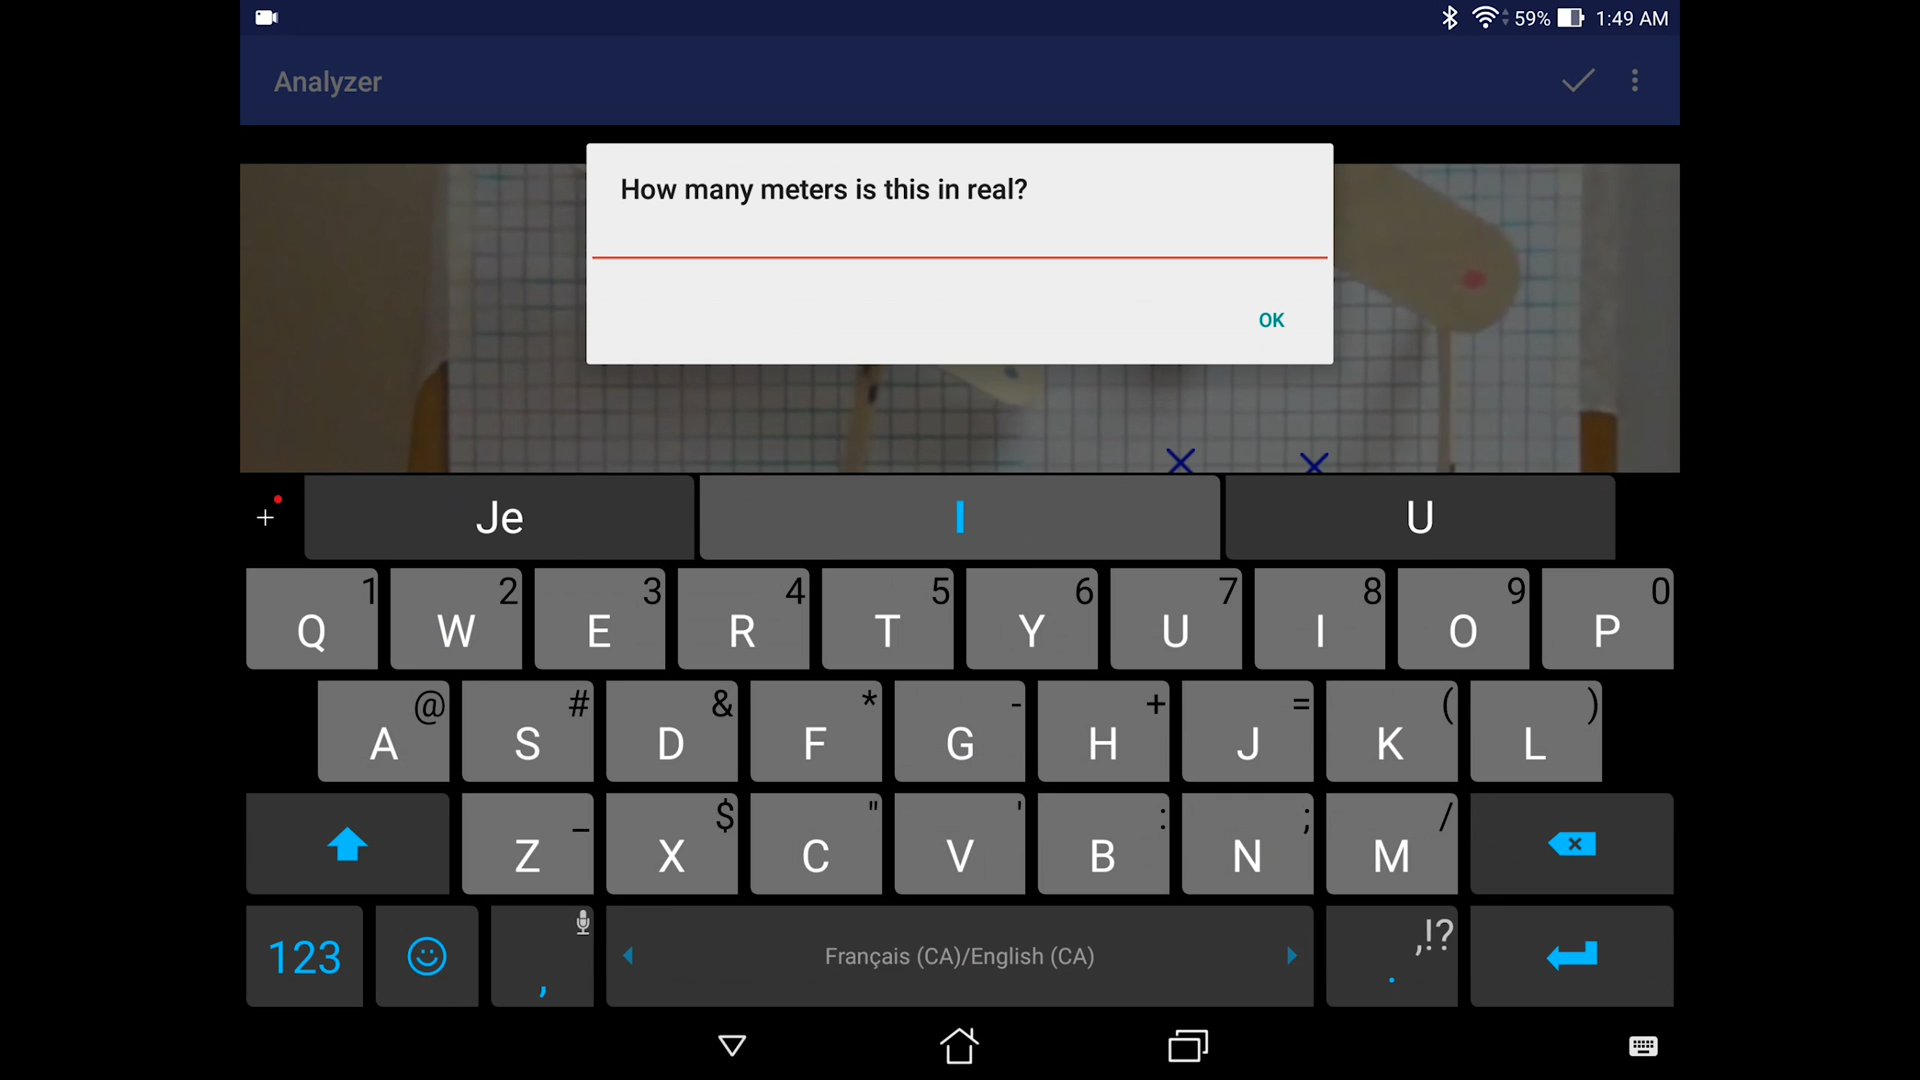 59% 1:49 AM
Analyzer
How many meters is this in real?
OK
Je I U
1 2 3 4 5 6 7 8 9 0
Q W E R T Y U I O P
@ # & * - + = ( )
A S D F G H J K L
_ $ " ' : ; /
Z X C V B N M
,!?
123 , Français (CA)/English (CA) .